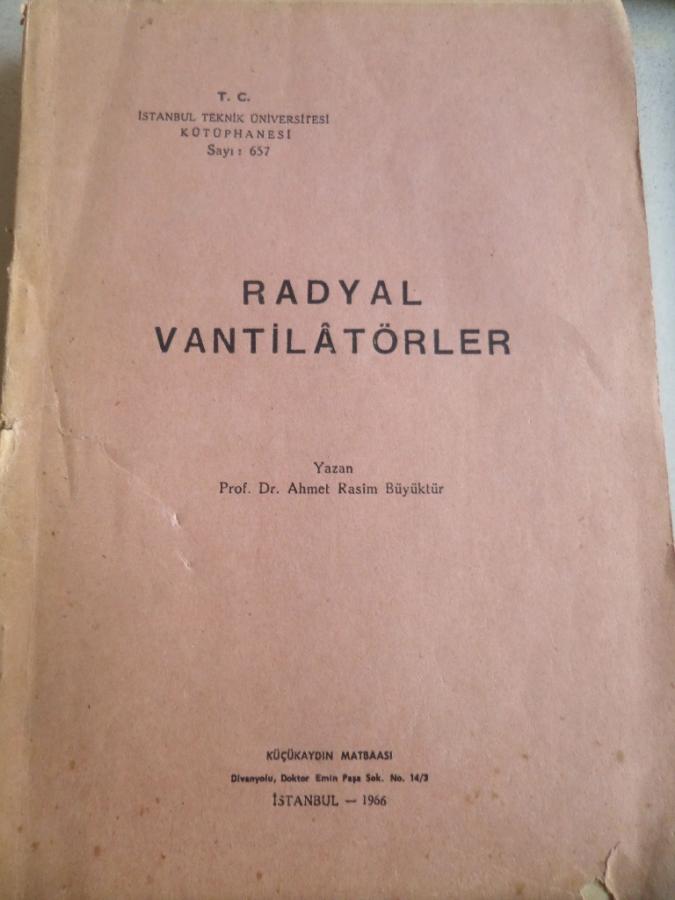 T. C.
İSTANBUL TEKNİK ÜNİVERSİTESİ
KÜTÜPHANESİ
Sayı : 657
RADYAL
VANTİLÂTÖRLER
Yazan
Prof. Dr. Ahmet Rasim Büyüktür
KÜÇÜKAYDIN MATBAASI
Divanyolu, Doktor Emin Paşa Sok. No. 14/3
İSTANBUL — 1966